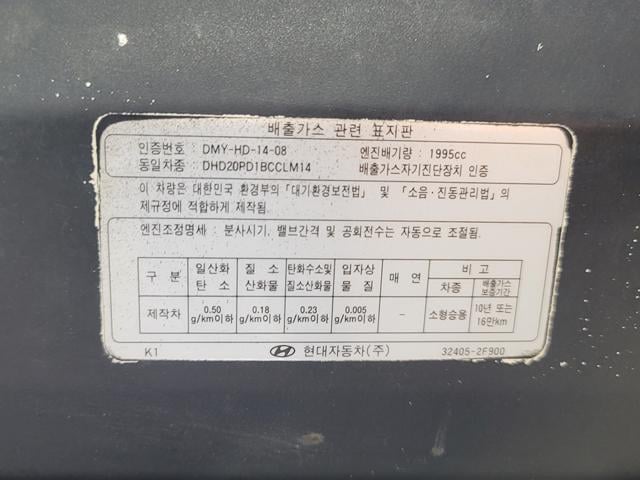 배출가스 관련 표지판
인증번호 : DMY-HD-14-08 엔진배기량 : 1995cc
동일차종 : DHD20PD1BCCLM14 배출가스자기진단장치 인증
이 차량은 대한민국 환경부의 「대기환경보전법」 및 「소음·진동관리법」의
제규정에 적합하게 제작됨.
엔진조정명세 : 분사시기, 밸브간격 및 공회전수는 자동으로 조절됨.
구 분 일산화 탄 소 질 소 산화물 탄화수소및 질소산화물 입자상 물 질 매 연 비 고
차종 배출가스 보증기간
제작차 0.50 g/km이하 0.18 g/km이하 0.23 g/km이하 0.005 g/km이하 - 소형승용 10년 또는 16만km
K1 현대자동차(주) 32405-2F900